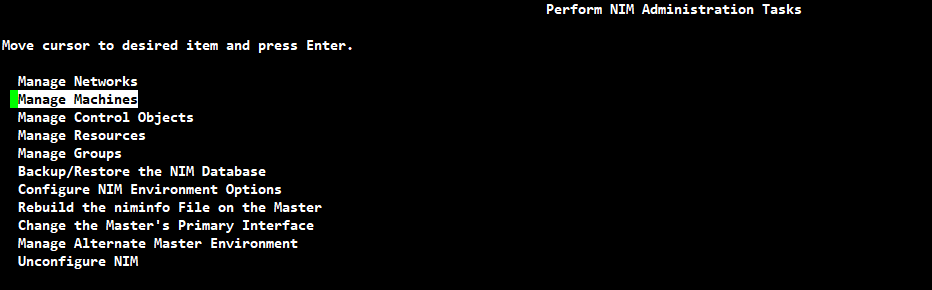 Perform NIM Administration Tasks
Move cursor to desired item and press Enter.
Manage Networks
Manage Machines
Manage Control Objects
Manage Resources
Manage Groups
Backup/Restore the NIM Database
Configure NIM Environment Options
Rebuild the niminfo File on the Master
Change the Master's Primary Interface
Manage Alternate Master Environment
Unconfigure NIM